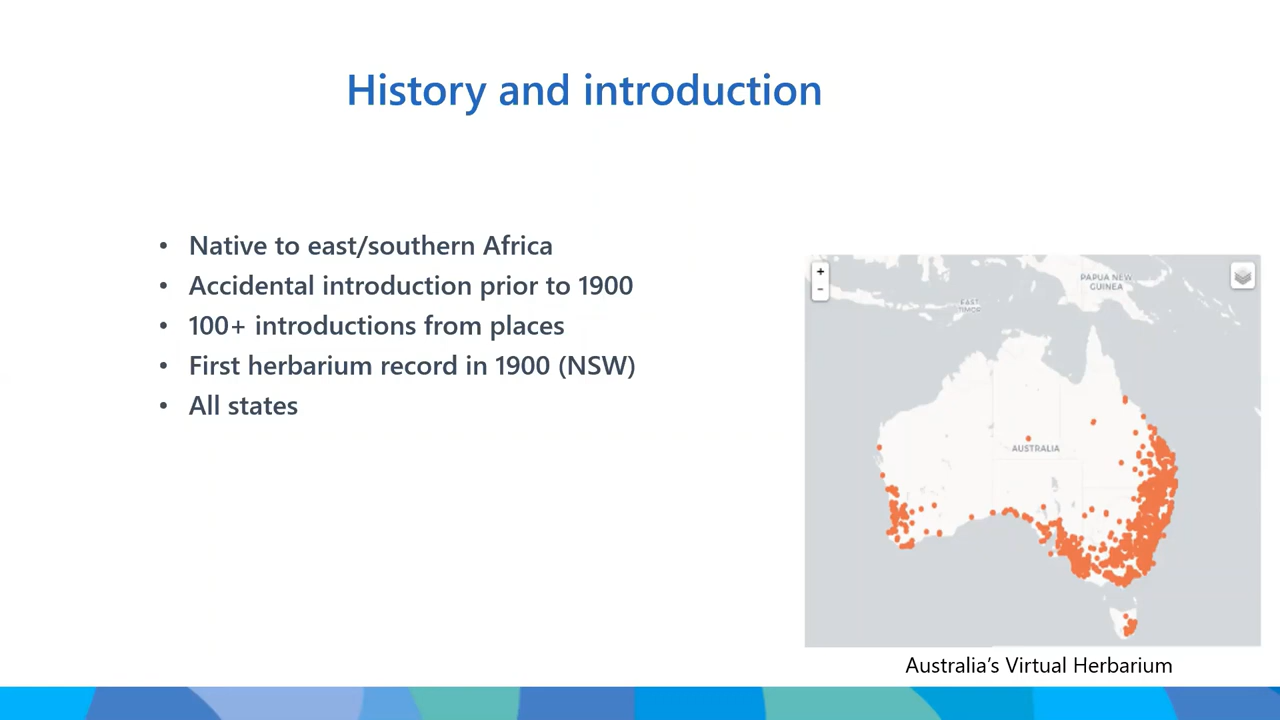 History and introduction
• Native to east/southern Africa
• Accidental introduction prior to 1900
• 100+ introductions from places
• First herbarium record in 1900 (NSW)
• All states
+
-
PAPUA NEW
GUINEA
EAST
TIMOR
AUSTRALIA
Australia's Virtual Herbarium